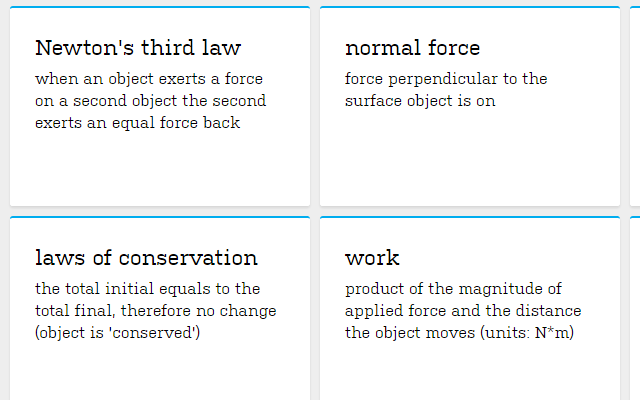 Newton's third law
when an object exerts a force
on a second object the second
exerts an equal force back
normal force
force perpendicular to the
surface object is on
laws of conservation
the total initial equals to the
total final, therefore no change
(object is 'conserved')
work
product of the magnitude of
applied force and the distance
the object moves (units: N*m)